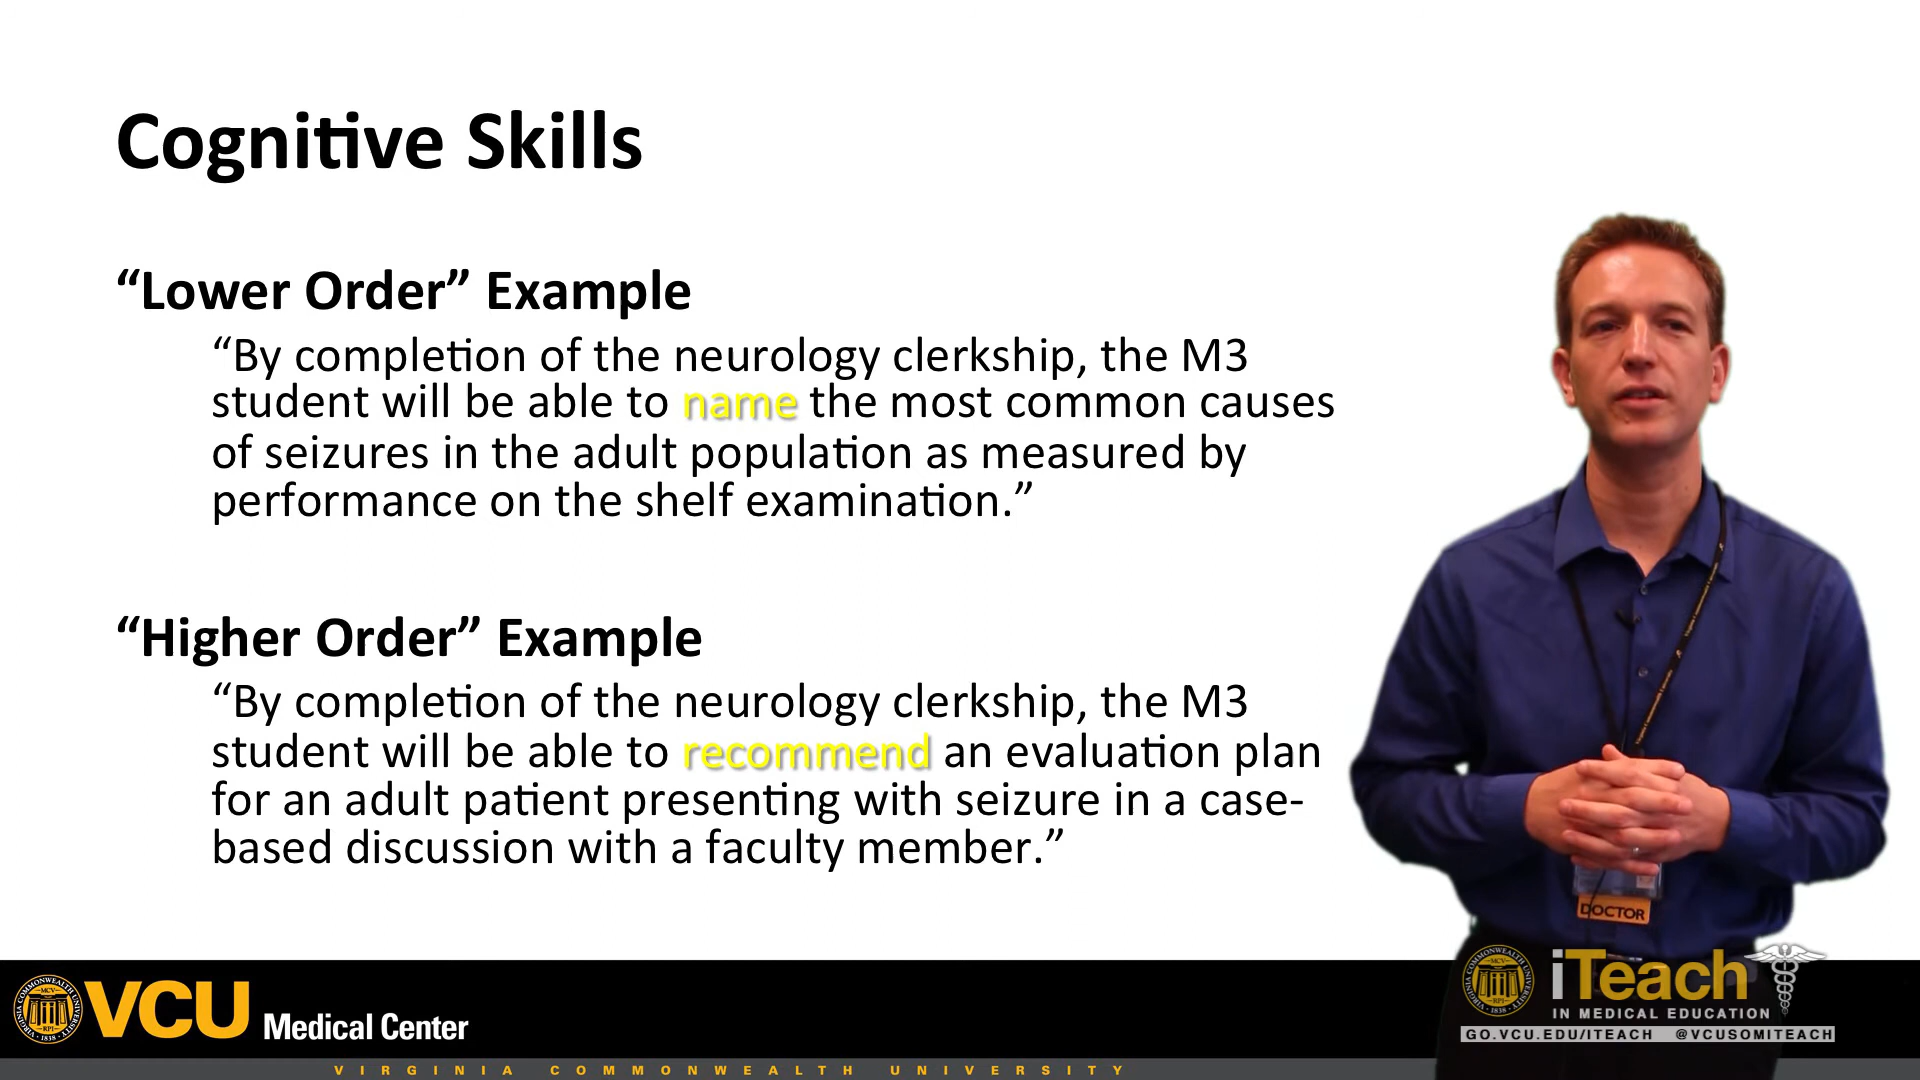 Cognitive Skills
“Lower Order” Example
“By completion of the neurology clerkship, the M3
student will be able to name the most common causes
of seizures in the adult population as measured by
performance on the shelf examination.”
“Higher Order” Example
“By completion of the neurology clerkship, the M3
student will be able to recommend an evaluation plan
for an adult patient presenting with seizure in a case-
based discussion with a faculty member.”
DOCTOR
VCU Medical Center
iTeach
IN MEDICAL EDUCATION
GO.VCU.EDU/ITEACH @VCUSOMITEACH
VIRGINIA COMMONWEALTH UNIVERSITY